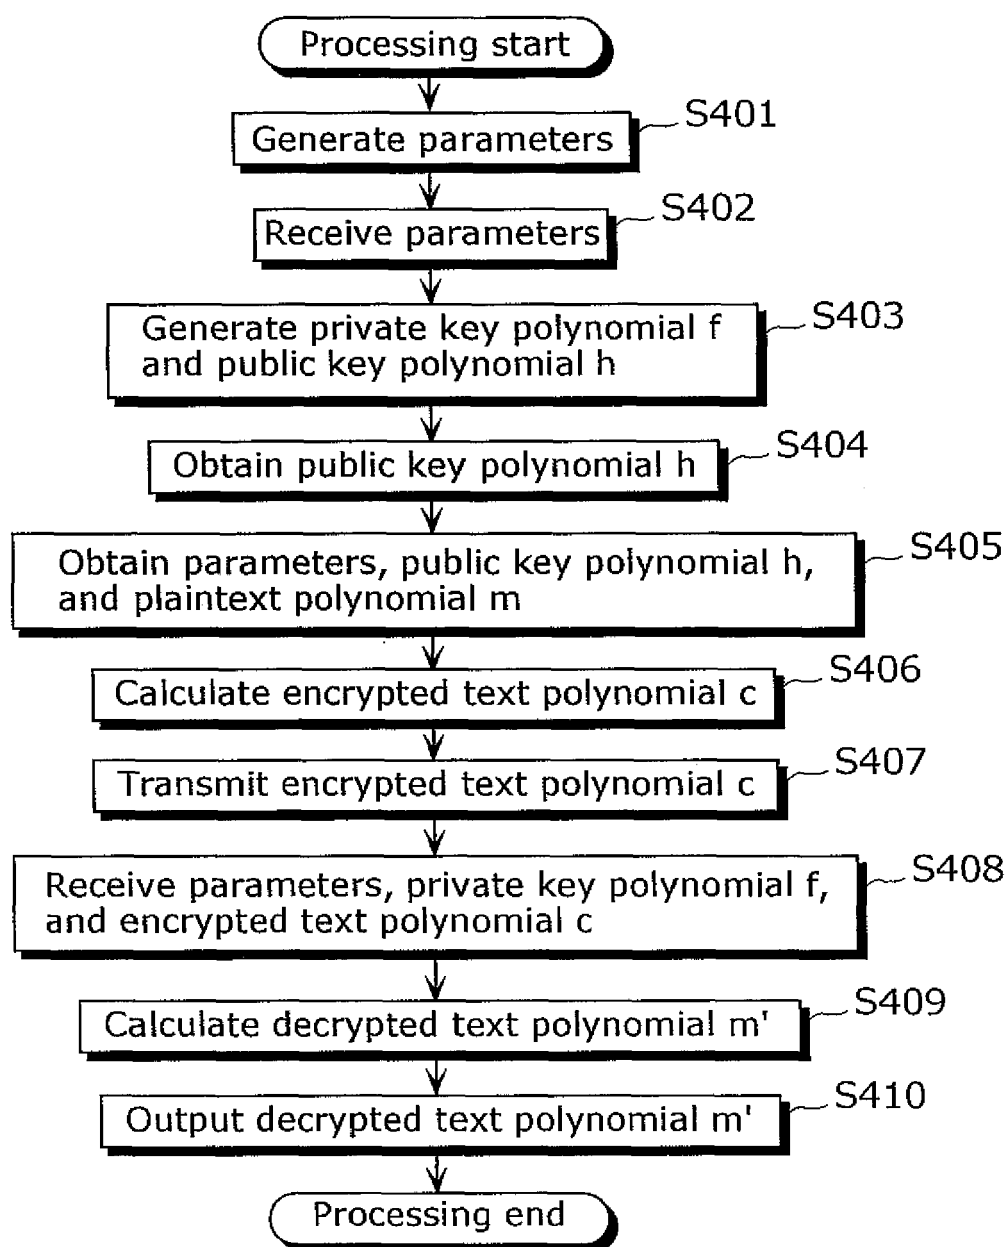 Processing start
Generate parameters
S401
Receive parameters
S402
Generate private key polynomial f
and public key polynomial h
S403
Obtain public key polynomial h
S404
Obtain parameters, public key polynomial h,
and plaintext polynomial m
S405
Calculate encrypted text polynomial c
S406
Transmit encrypted text polynomial c
S407
Receive parameters, private key polynomial f,
and encrypted text polynomial c
S408
Calculate decrypted text polynomial m'
S409
Output decrypted text polynomial m'
S410
Processing end